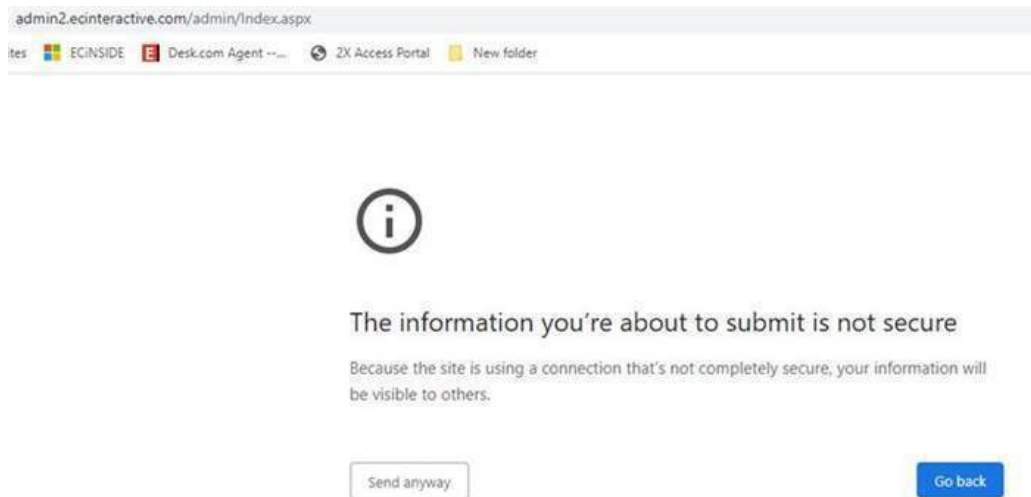 admin2.ecinteractive.com/admin/Index.aspx
ites ECiNSIDE Desk.com Agent --... 2X Access Portal New folder
The information you're about to submit is not secure
Because the site is using a connection that's not completely secure, your information will
be visible to others.
Send anyway Go back